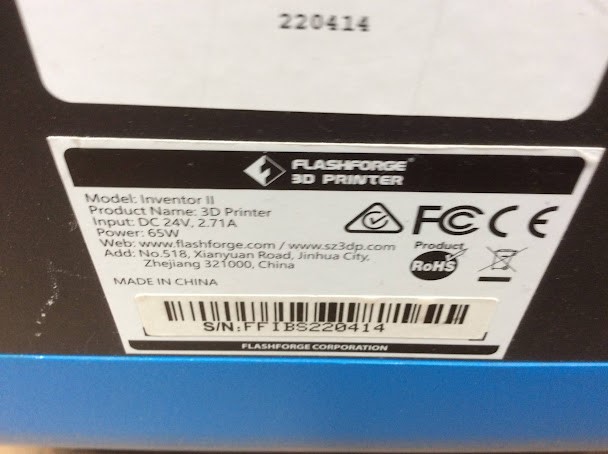 220414
FLASHFORGE®
3D PRINTER
Model: Inventor II
Product Name: 3D Printer
Input: DC 24V, 2.71A
Power: 65W
Web: www.flashforge.com / www.sz3dp.com
Add: No.518, Xianyuan Road, Jinhua City,
Zhejiang 321000, China
FC CE
Product
RoHS
MADE IN CHINA
S/N:FFIBS220414
FLASHFORGE CORPORATION